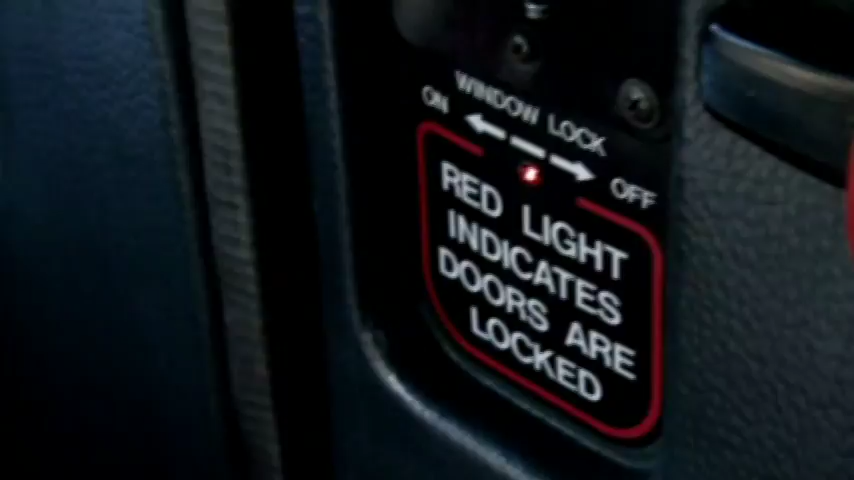 WINDOW LOCK
ON OFF
RED LIGHT
INDICATES
DOORS ARE
LOCKED